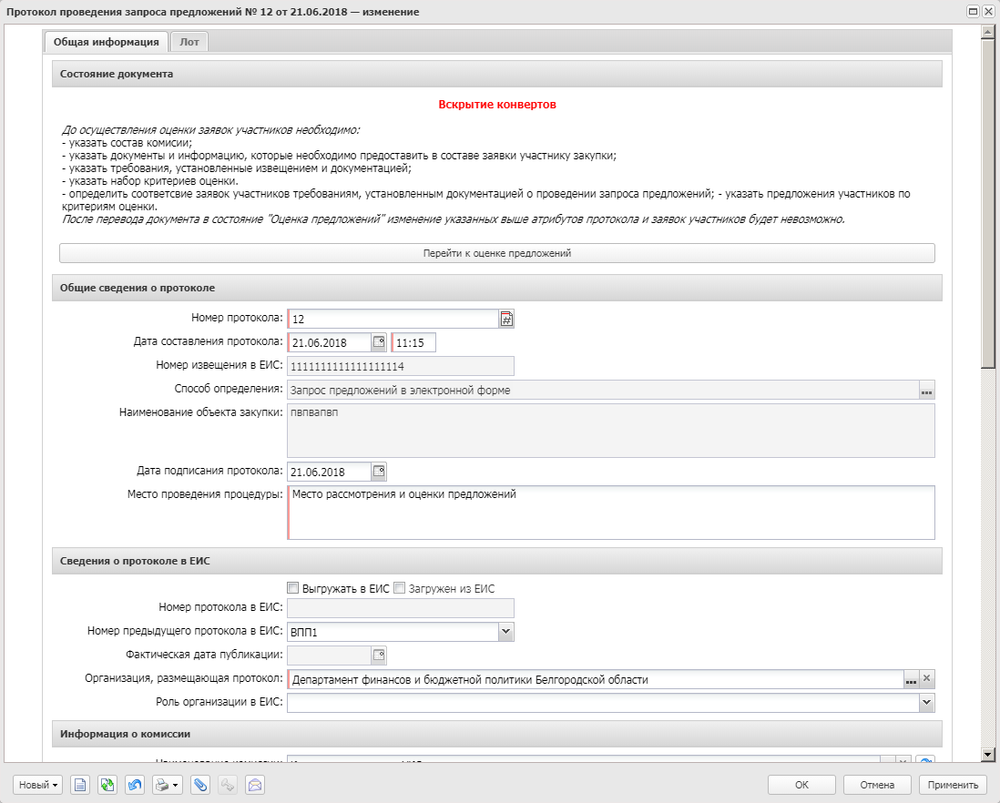 Протокол проведения запроса предложений № 12 от 21.06.2018 — изменение
Общая информация
Лот
Состояние документа
Вскрытие конвертов
До осуществления оценки заявок участников необходимо:
- указать состав комисии;
- указать документы и информацию, которые необходимо предоставить в составе заявки участнику закупки;
- указать требования, установленные извещением и документацией;
- указать набор критериев оценки.
- определить соответсвие заявок участников требованиям, установленным документацией о проведении запроса предложений; - указать предложения участников по
критериям оценки.
После перевода документа в состояние "Оценка предложений" изменение указанных выше атрибутов протокола и заявок участников будет невозможно.
Перейти к оценке предложений
Общие сведения о протоколе
Номер протокола: 12
Дата составления протокола: 21.06.2018 11:15
Номер извещения в ЕИС: 1111111111111111114
Способ определения: Запрос предложений в электронной форме
Наименование объекта закупки: пвпвапвп
Дата подписания протокола: 21.06.2018
Место проведения процедуры: Место рассмотрения и оценки предложений
Сведения о протоколе в ЕИС
Выгружать в ЕИС Загружен из ЕИС
Номер протокола в ЕИС:
Номер предыдущего протокола в ЕИС: ВПП1
Фактическая дата публикации:
Организация, размещающая протокол: Департамент финансов и бюджетной политики Белгородской области
Роль организации в ЕИС:
Информация о комиссии
Новый
ОК
Отмена
Применить